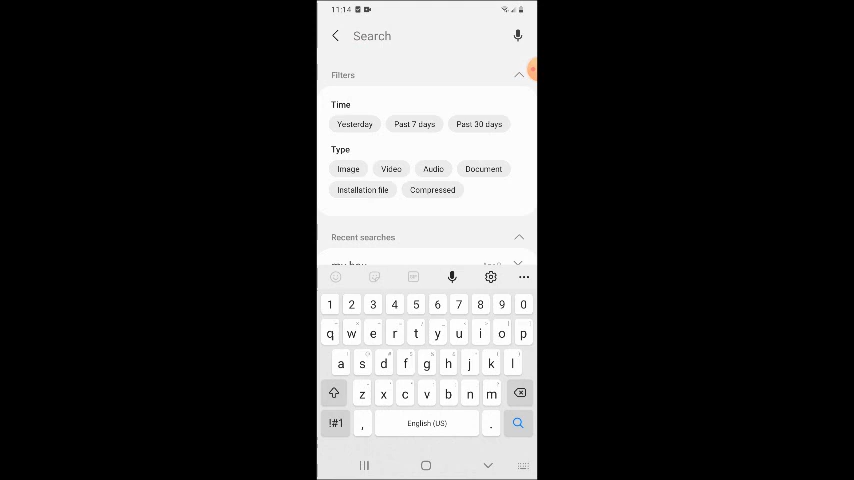 11:14
Search
Filters
Time
Yesterday Past 7 days Past 30 days
Type
Image Video Audio Document
Installation file Compressed
Recent searches
GIF
1 2 3 4 5 6 7 8 9 0
q w e r t y u i o p
a s d f g h j k l
z x c v b n m
!#1 , English (US) .